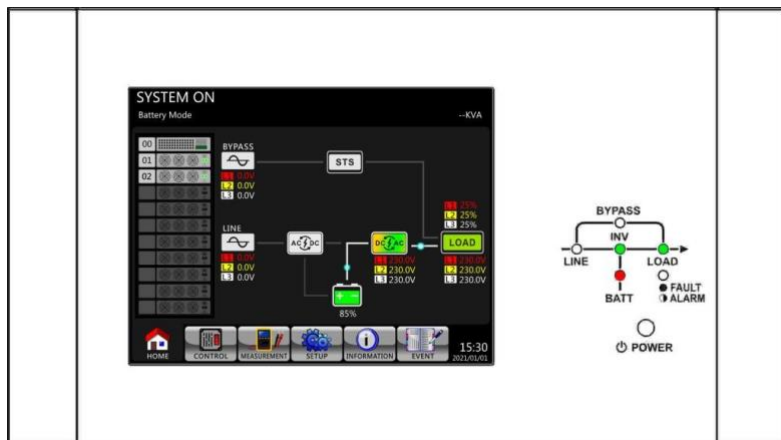 SYSTEM ON
Battery Mode
--KVA
00
01
02
BYPASS
L1 0.0V
L2 0.0V
L3 0.0V
STS
LINE
L1 0.0V
L2 0.0V
L3 0.0V
AC DC
DC AC
L1 25%
L2 25%
L3 25%
LOAD
L1 230.0V
L2 230.0V
L3 230.0V
L1 230.0V
L2 230.0V
L3 230.0V
85%
HOME
CONTROL
MEASUREMENT
SETUP
INFORMATION
EVENT
15:30
2021/01/01
BYPASS
INV
LINE
LOAD
BATT
FAULT
ALARM
POWER